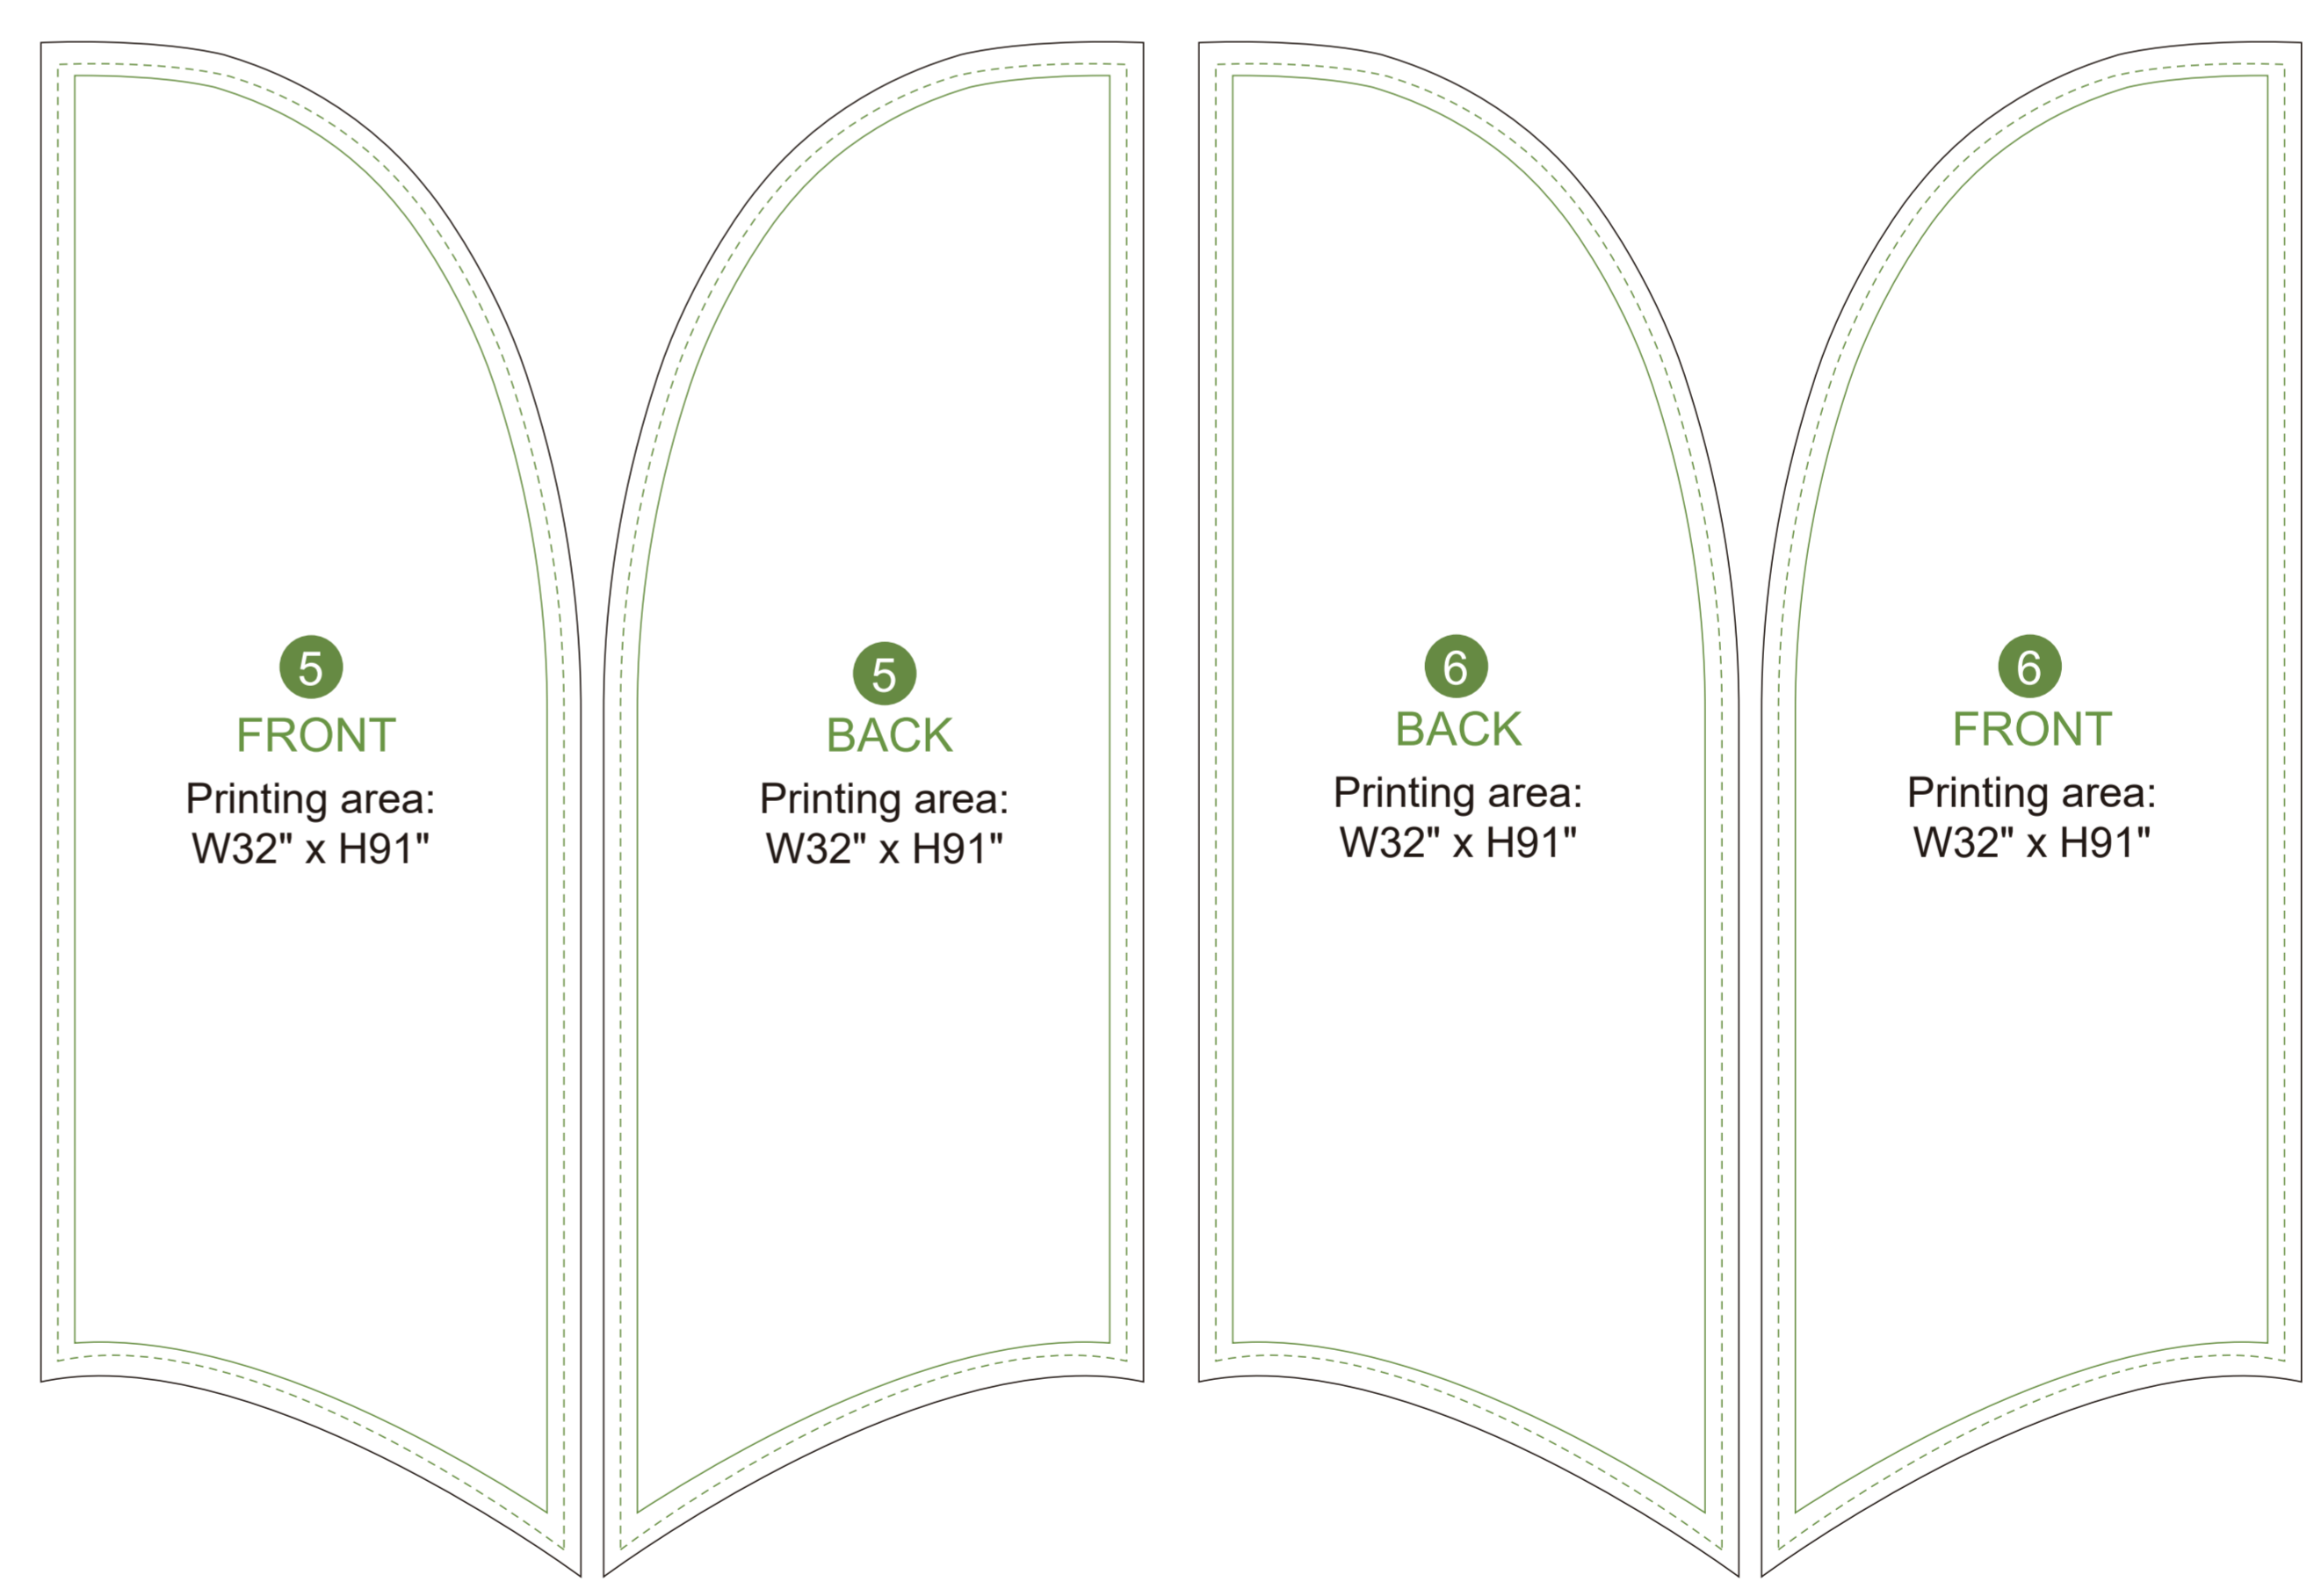 5
FRONT
Printing area:
W32" x H91"
5
BACK
Printing area:
W32" x H91"
6
BACK
Printing area:
W32" x H91"
6
FRONT
Printing area:
W32" x H91"